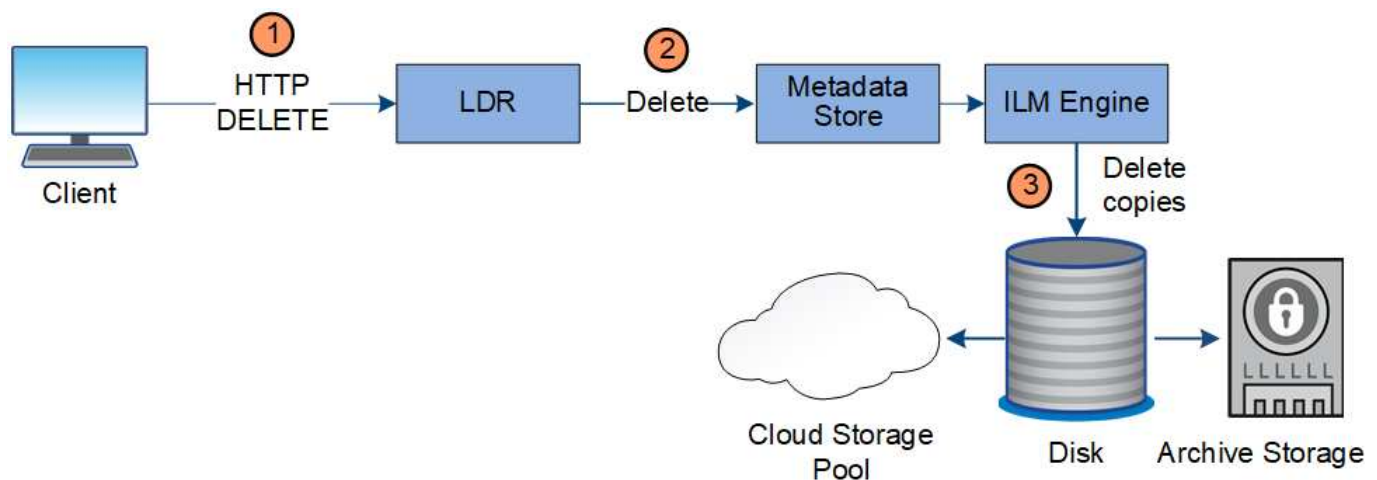 1
HTTP
DELETE
Client
LDR
2
Delete
Metadata
Store
ILM Engine
3
Delete
copies
Cloud Storage
Pool
Disk
LLLLLL
Archive Storage